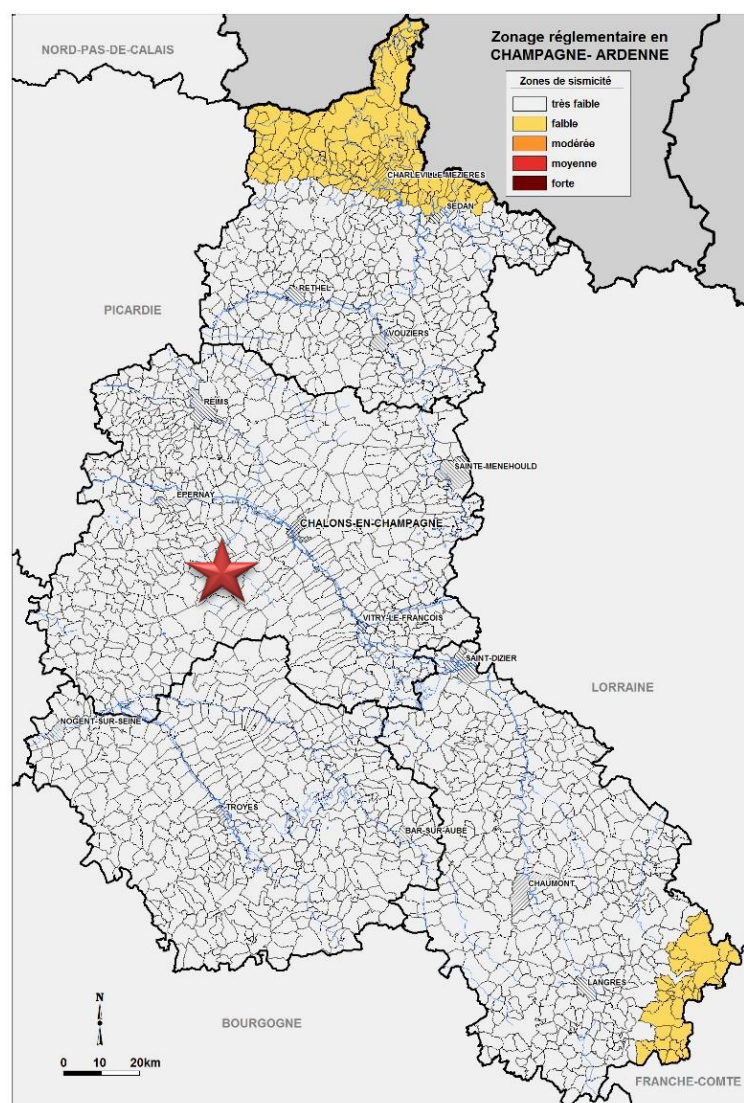 NORD-PAS-DE-CALAIS
Zonage réglementaire en
CHAMPAGNE- ARDENNE
Zones de sismicité
très faible
faible
modérée
moyenne
forte
CHARLEVILLE-MEZIERES
SEDAN
RETHEL
PICARDIE
VOUZIERS
REIMS
SAINTE-MENEHOULD
EPERNAY
CHALONS-EN-CHAMPAGNE
VITRY-LE-FRANCOIS
SAINT-DIZIER
LORRAINE
NOGENT-SUR-SEINE
TROYES
BAR-SUR-AUBE
CHAUMONT
LANGRES
N
BOURGOGNE
0 10 20km
FRANCHE-COMTE